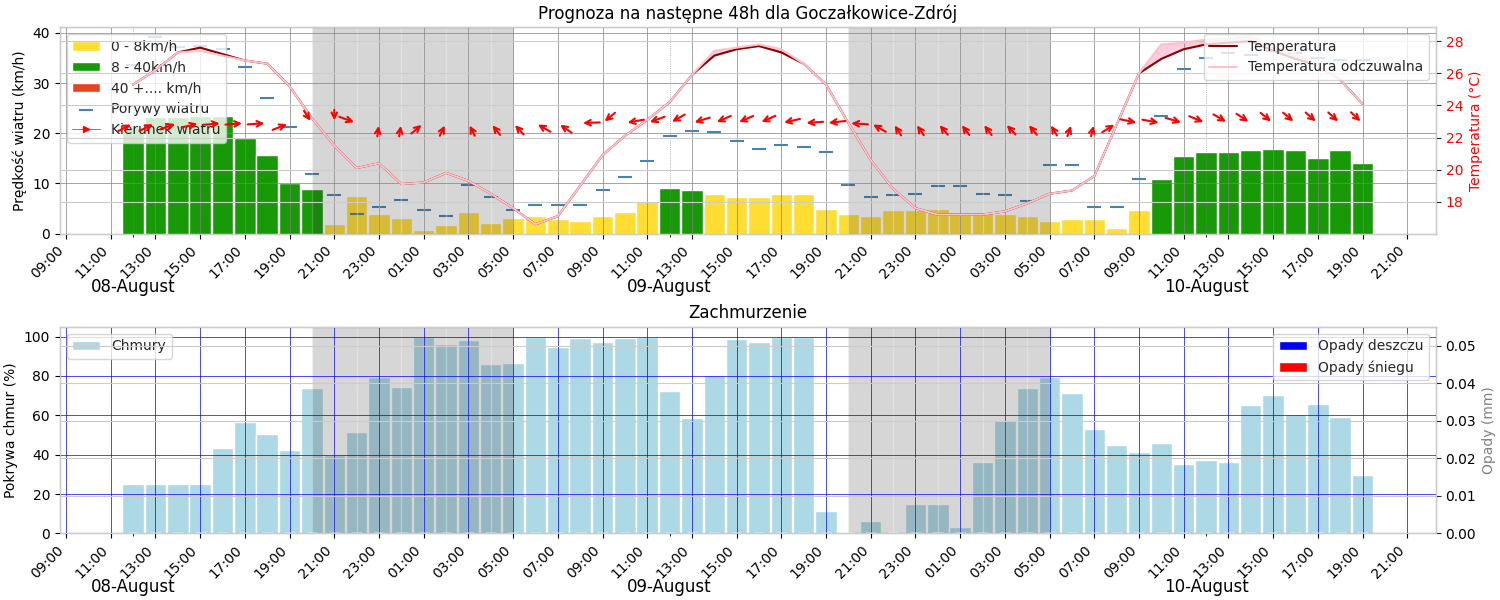 Prognoza na następne 48h dla Goczałkowice-Zdrój
Prędkość wiatru (km/h)
40
30
20
10
0
0 - 8km/h
8 - 40km/h
40 +.... km/h
Porywy wiatru
Kierunek wiatru
Temperatura
Temperatura odczuwalna
28
26
24
22
20
18
Temperatura (°C)
09:00 11:00 13:00 15:00 17:00 19:00 21:00 23:00 01:00 03:00 05:00 07:00 09:00 11:00 13:00 15:00 17:00 19:00 21:00 23:00 01:00 03:00 05:00 07:00 09:00 11:00 13:00 15:00 17:00 19:00 21:00
08-August 09-August 10-August
Zachmurzenie
Pokrywa chmur (%)
100
80
60
40
20
0
Chmury
Opady deszczu
Opady śniegu
0.05
0.04
0.03
0.02
0.01
0.00
Opady (mm)
09:00 11:00 13:00 15:00 17:00 19:00 21:00 23:00 01:00 03:00 05:00 07:00 09:00 11:00 13:00 15:00 17:00 19:00 21:00 23:00 01:00 03:00 05:00 07:00 09:00 11:00 13:00 15:00 17:00 19:00 21:00
08-August 09-August 10-August